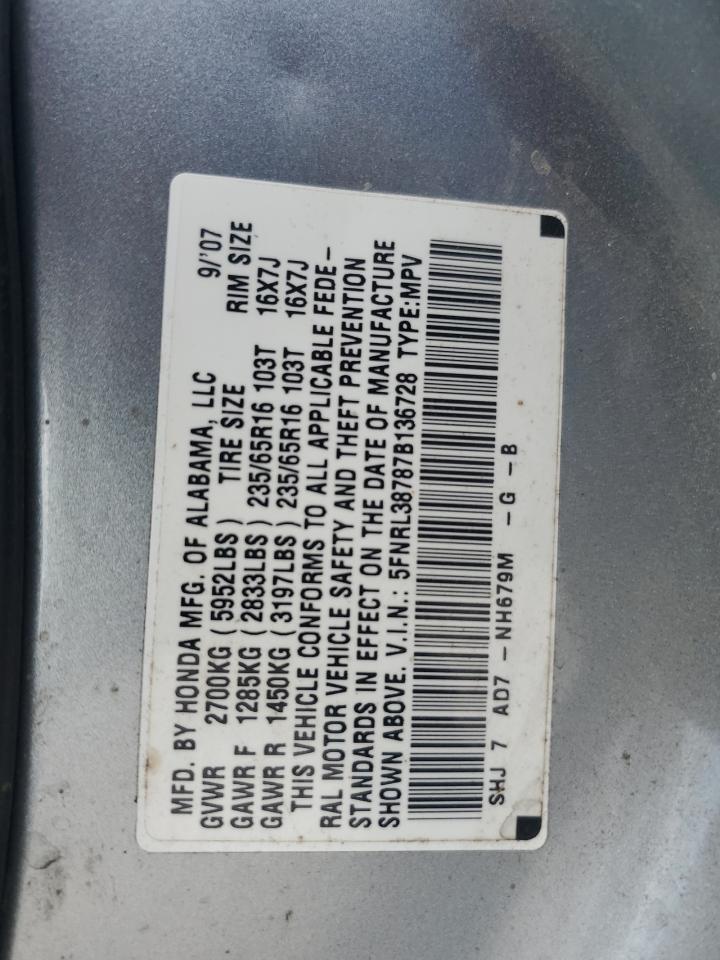 MFD. BY HONDA MFG. OF ALABAMA, LLC 9/'07
GVWR 2700KG (5952LBS) TIRE SIZE RIM SIZE
GAWR F 1285KG (2833LBS) 235/65R16 103T 16X7J
GAWR R 1450KG (3197LBS) 235/65R16 103T 16X7J
THIS VEHICLE CONFORMS TO ALL APPLICABLE FEDE-
RAL MOTOR VEHICLE SAFETY AND THEFT PREVENTION
STANDARDS IN EFFECT ON THE DATE OF MANUFACTURE
SHOWN ABOVE. V.I.N.: 5FNRL38787B136728 TYPE:MPV
SHJ 7 AD7 -NH679M -G -B